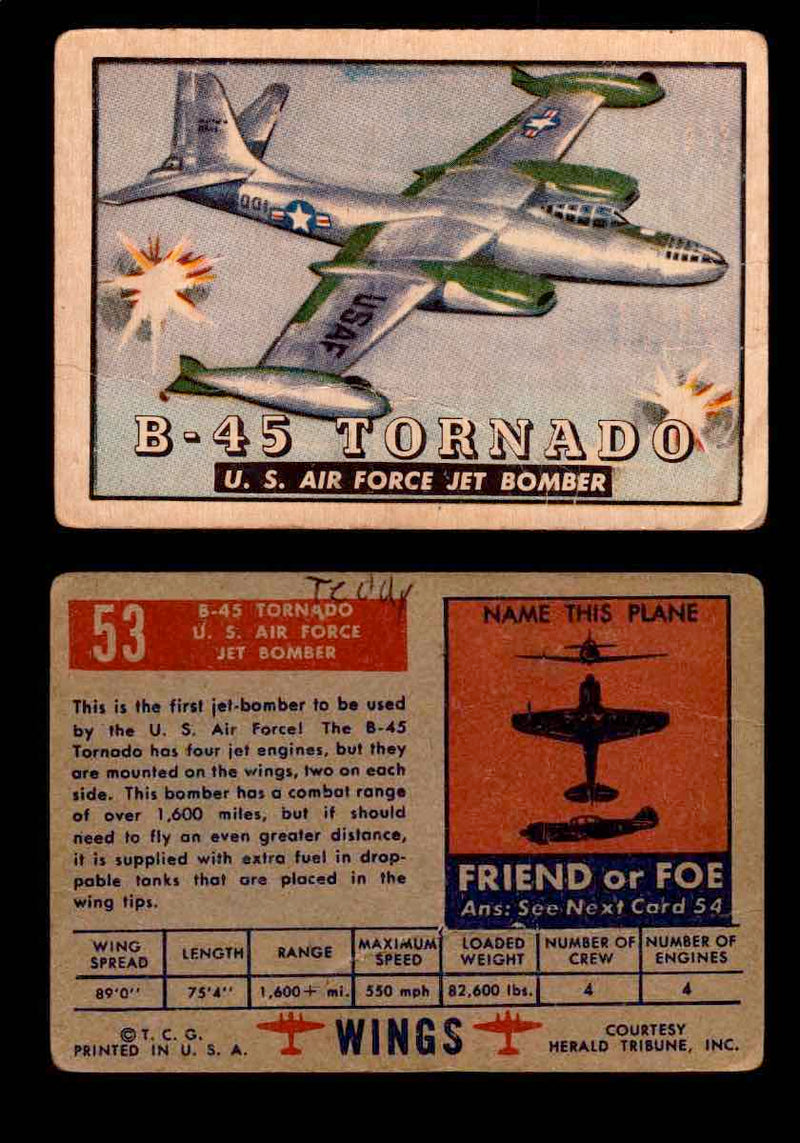 001
USAF
B-45 TORNADO
U. S. AIR FORCE JET BOMBER
Teddy
53
B-45 TORNADO
U. S. AIR FORCE
JET BOMBER
This is the first jet-bomber to be used
by the U. S. Air Force! The B-45
Tornado has four jet engines, but they
are mounted on the wings, two on each
side. This bomber has a combat range
of over 1,600 miles, but if should
need to fly an even greater distance,
it is supplied with extra fuel in drop-
pable tanks that are placed in the
wing tips.
NAME THIS PLANE
FRIEND or FOE
Ans: See Next Card 54
WING SPREAD LENGTH RANGE MAXIMUM SPEED LOADED WEIGHT NUMBER OF CREW NUMBER OF ENGINES
89'0'' 75'4'' 1,600+ mi. 550 mph 82,600 lbs. 4 4
© T. C. G.
PRINTED IN U. S. A.
WINGS
COURTESY
HERALD TRIBUNE, INC.